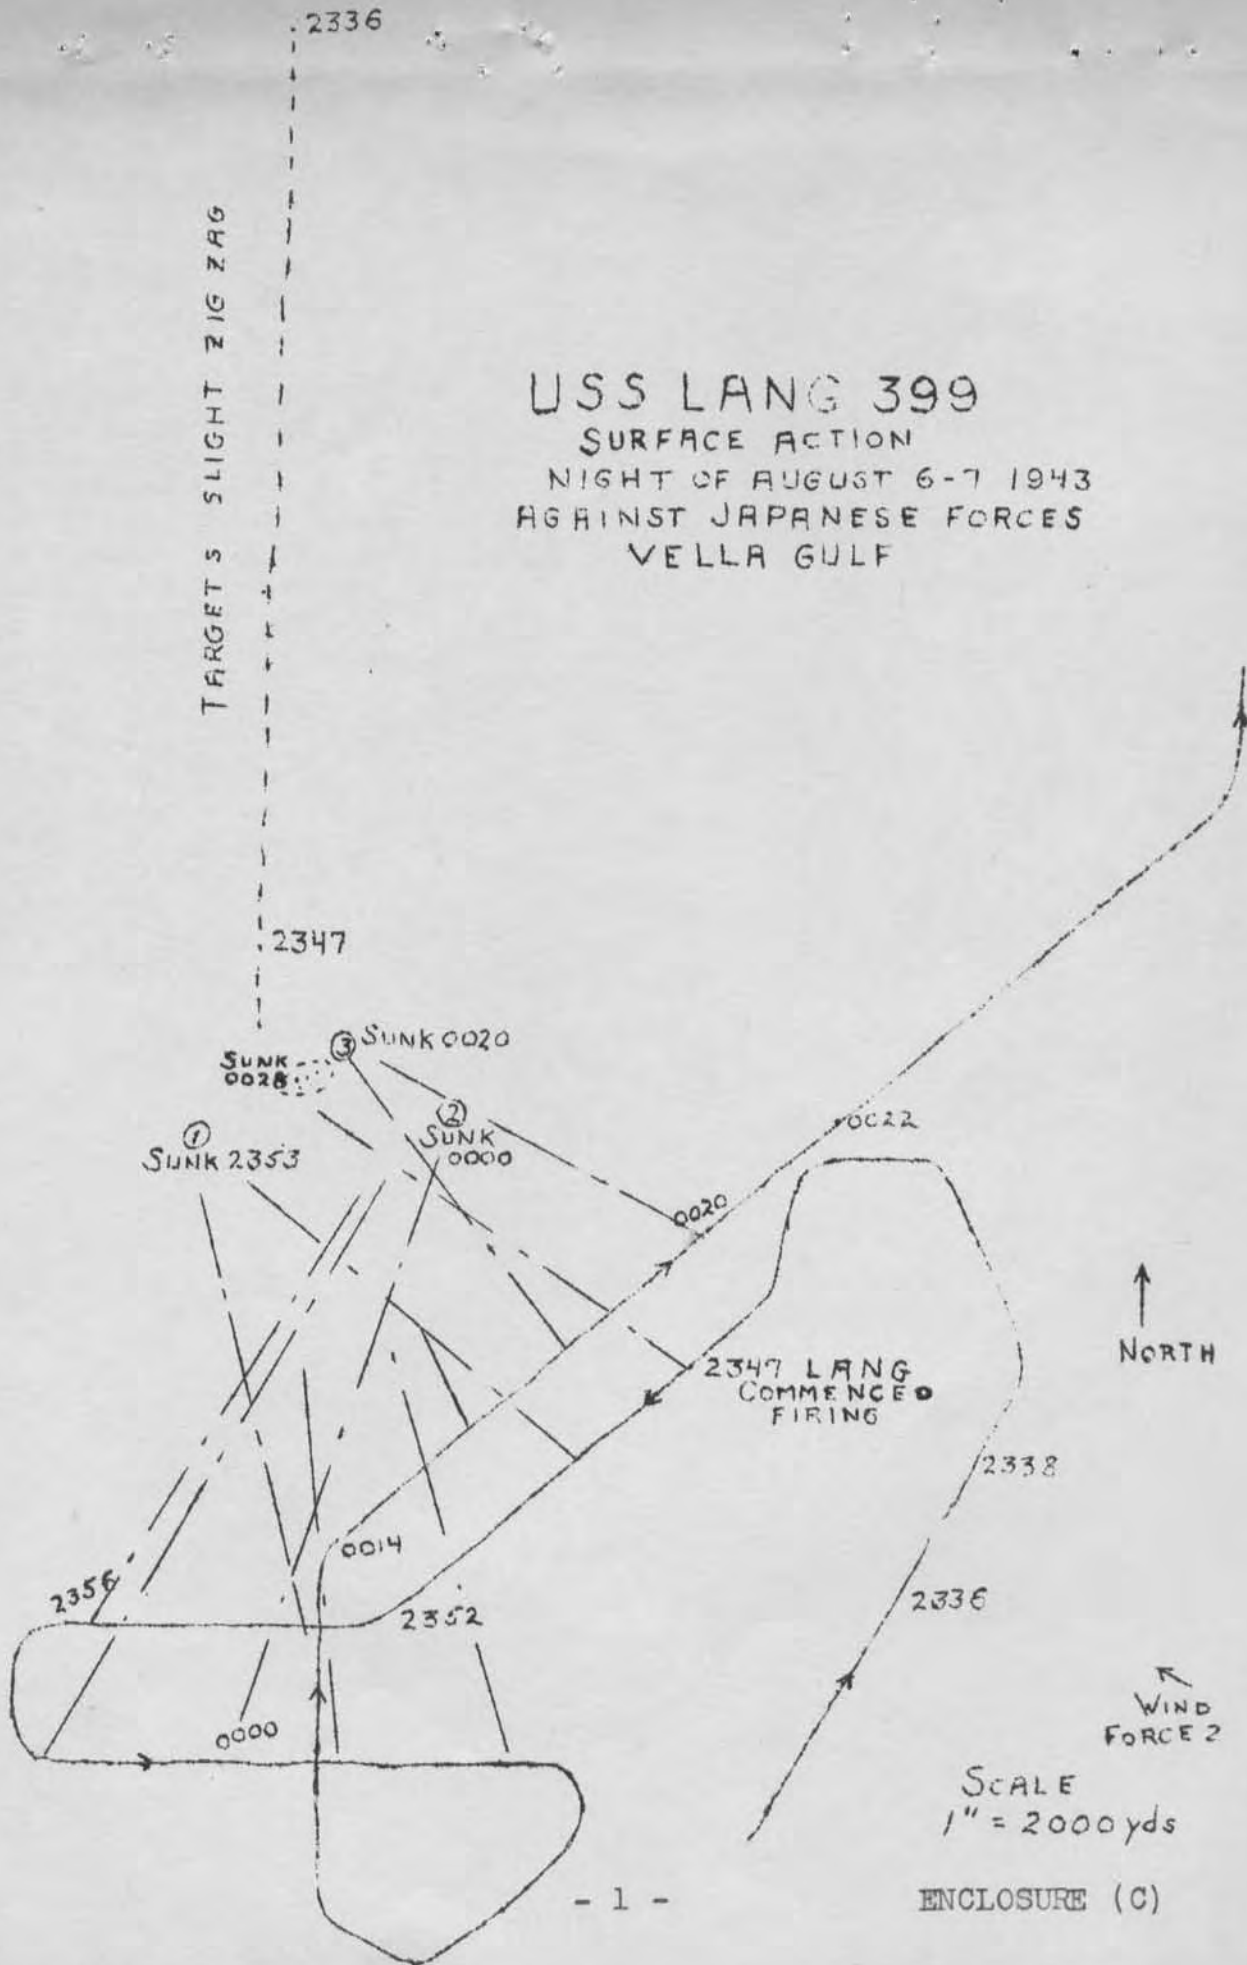 2336
TARGETS SLIGHT ZIG ZAG
USS LANG 399
SURFACE ACTION
NIGHT OF AUGUST 6-7 1943
AGAINST JAPANESE FORCES
VELLA GULF
2347
③ SUNK 0020
SUNK
0028
①
SUNK 2353
②
SUNK
0000
0022
0020
NORTH
2347 LANG
COMMENCED
FIRING
2338
0014
2356
2352
2336
0000
WIND
FORCE 2
SCALE
1" = 2000 yds
- 1 -
ENCLOSURE (C)